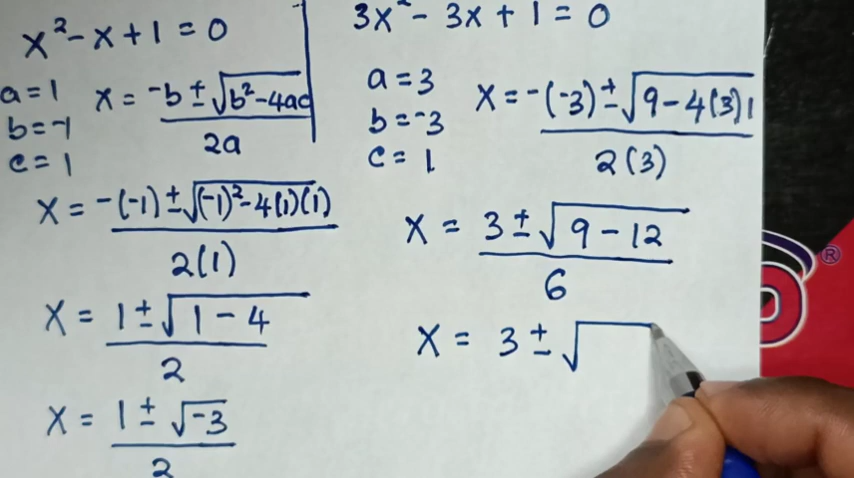 x² - x + 1 = 0
a = 1
b = -1
c = 1
x = -b ± √(b² - 4ac) / 2a
x = -(-1) ± √((-1)² - 4(1)(1)) / 2(1)
x = 1 ± √(1 - 4) / 2
x = 1 ± √-3 / 2
3x² - 3x + 1 = 0
a = 3
b = -3
c = 1
x = -(-3) ± √(9 - 4(3)1) / 2(3)
x = 3 ± √(9 - 12) / 6
x = 3 ± √
®